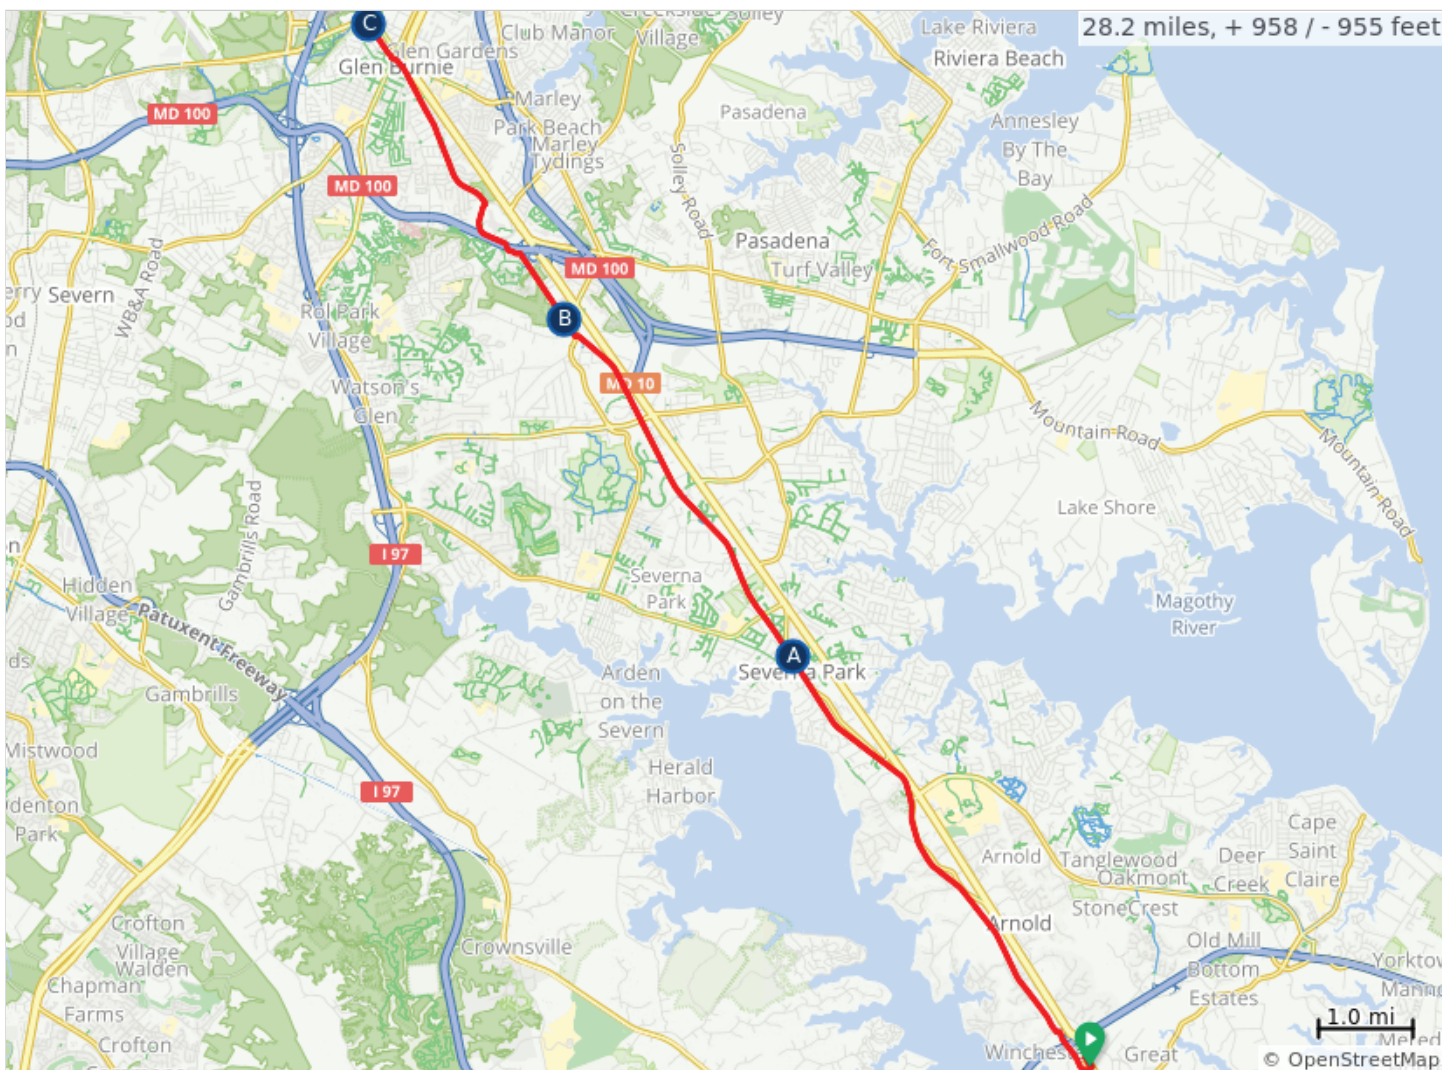 28.2 miles, + 958 / - 955 feet
C
Club Manor
Village
Glen Gardens
Glen Burnie
Lake Riviera
Riviera Beach
MD 100
Marley
Park Beach
Marley
Tydings
Pasadena
Annesley
By The
Bay
Solley Road
MD 100
Fort Smallwood Road
WB&A Road
Severn
Pasadena
Turf Valley
MD 100
Rol Park
Village
B
Watson's
Glen
MD 10
Mountain Road
Mountain Road
Gambrills Road
Lake Shore
I 97
Hidden
Village
Patuxent Freeway
Severna
Park
Magothy
River
A
Severna Park
Gambrills
Arden
on the
Severn
Mistwood
Herald
Harbor
I 97
Park
Cape
Saint
Claire
Arnold
Tanglewood
Oakmont
Deer
Creek
StoneCrest
Arnold
Crofton
Village
Walden
Crownsville
Old Mill
Bottom
Estates
Chapman
Farms
Crofton
1.0 mi
Great
© OpenStreetMap